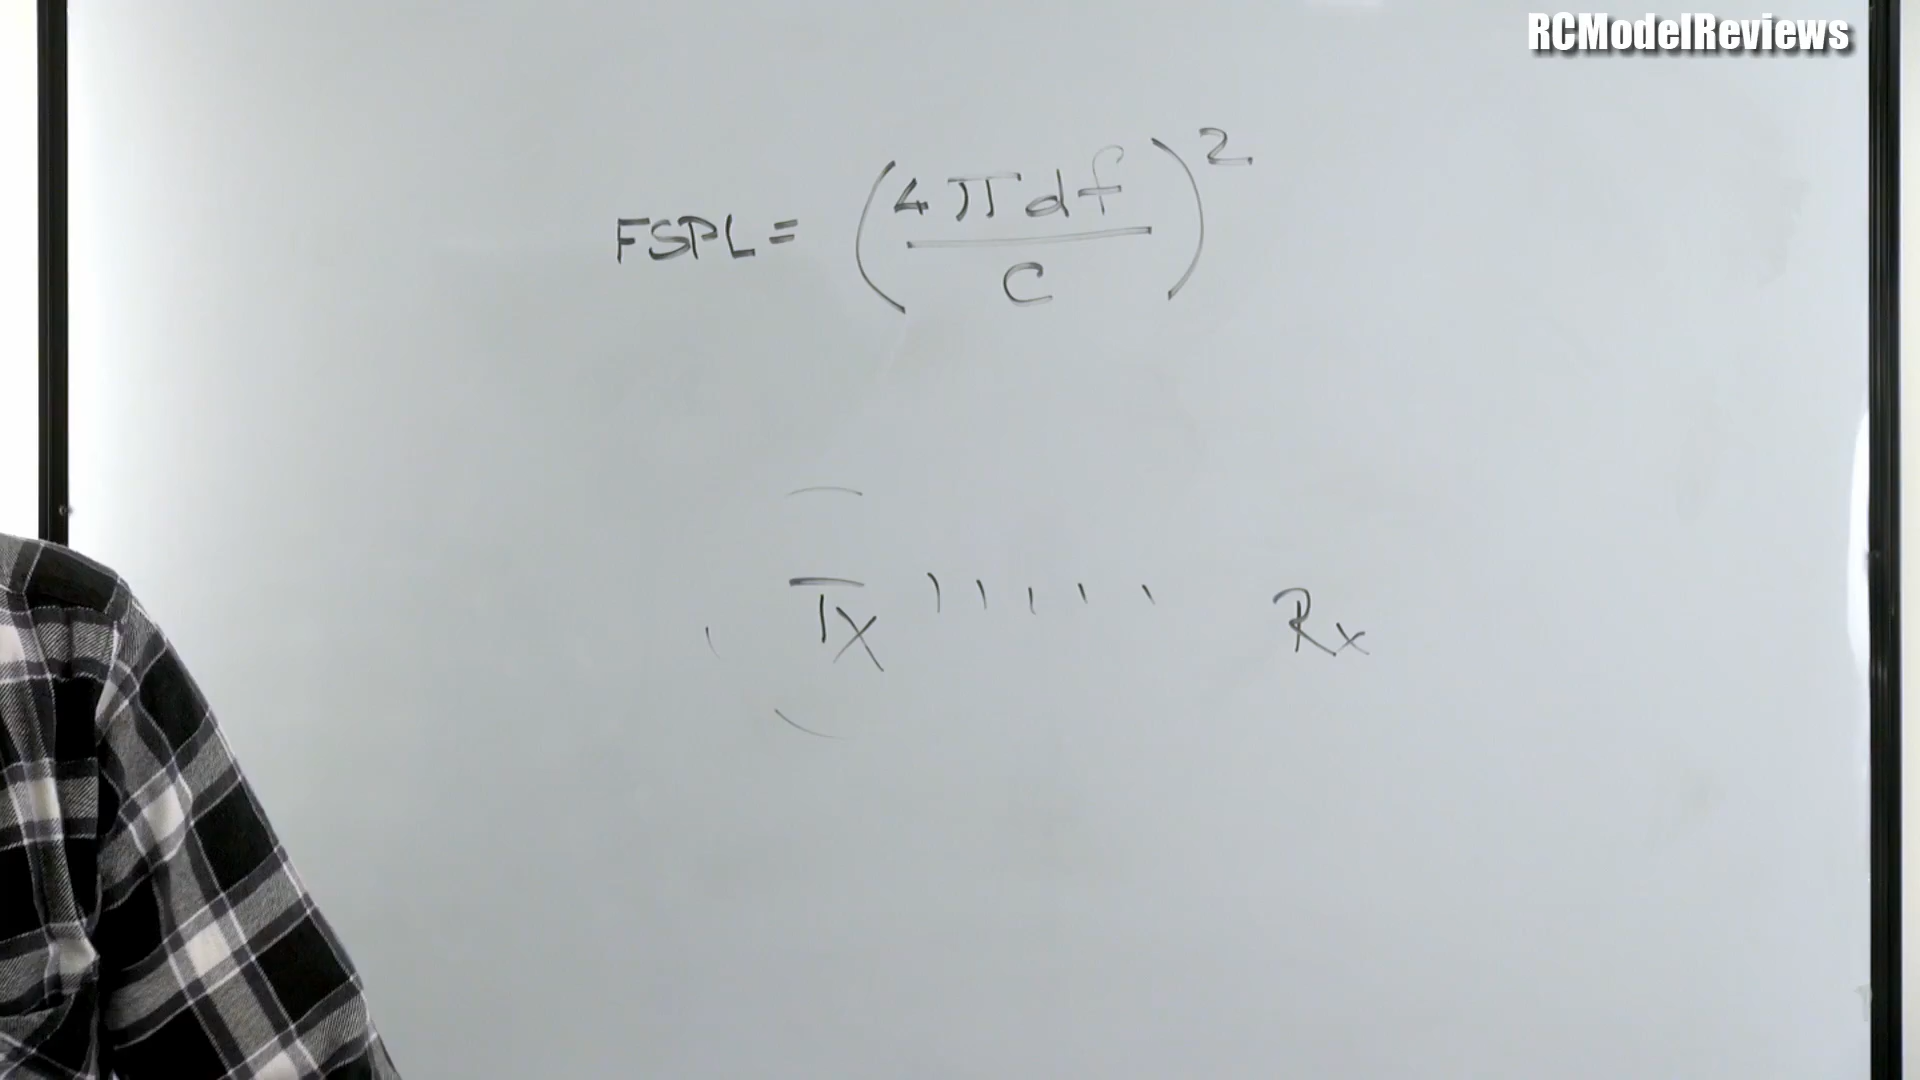 RCModelReviews
FSPL = (4πdf / C)²
Tx Rx